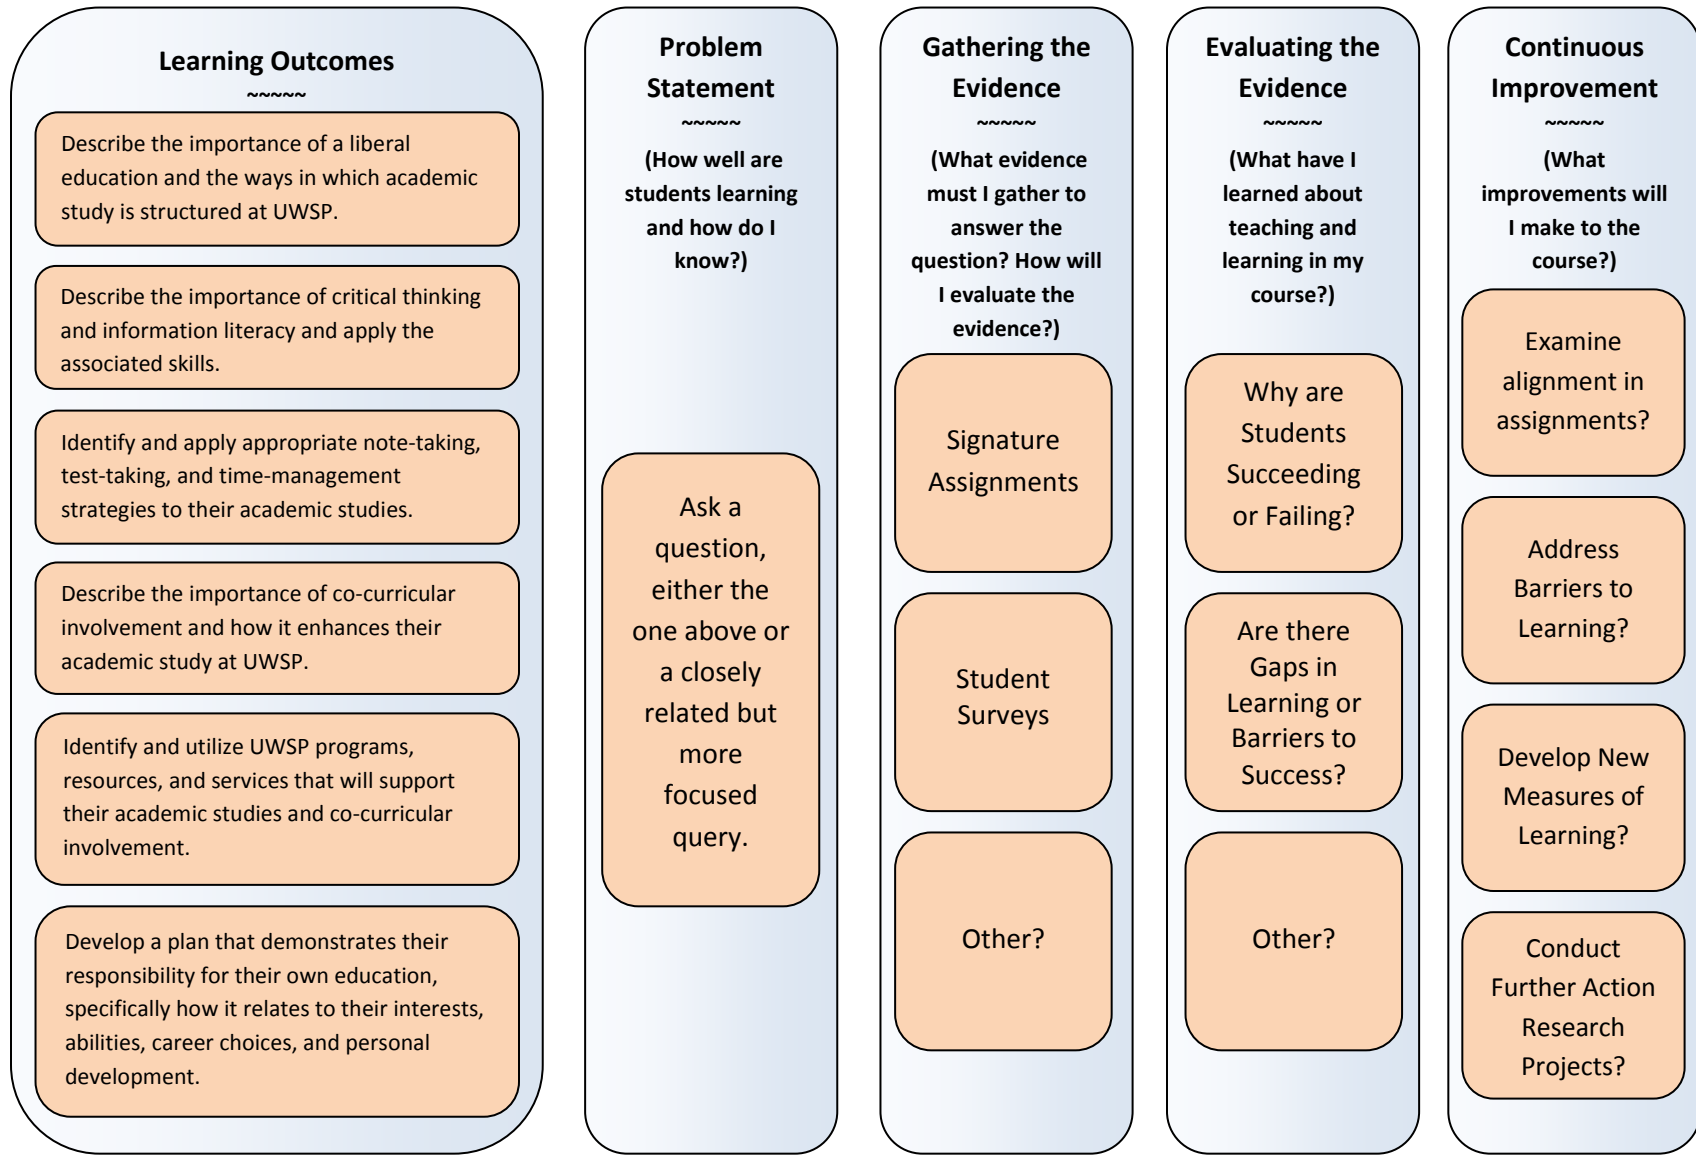 Learning Outcomes
~~~~~
Describe the importance of a liberal
education and the ways in which academic
study is structured at UWSP.
Describe the importance of critical thinking
and information literacy and apply the
associated skills.
Identify and apply appropriate note-taking,
test-taking, and time-management
strategies to their academic studies.
Describe the importance of co-curricular
involvement and how it enhances their
academic study at UWSP.
Identify and utilize UWSP programs,
resources, and services that will support
their academic studies and co-curricular
involvement.
Develop a plan that demonstrates their
responsibility for their own education,
specifically how it relates to their interests,
abilities, career choices, and personal
development.
Problem
Statement
~~~~~
(How well are
students learning
and how do I
know?)
Ask a
question,
either the
one above or
a closely
related but
more
focused
query.
Gathering the
Evidence
~~~~~
(What evidence
must I gather to
answer the
question? How will
I evaluate the
evidence?)
Signature
Assignments
Student
Surveys
Other?
Evaluating the
Evidence
~~~~~
(What have I
learned about
teaching and
learning in my
course?)
Why are
Students
Succeeding
or Failing?
Are there
Gaps in
Learning or
Barriers to
Success?
Other?
Continuous
Improvement
~~~~~
(What
improvements will
I make to the
course?)
Examine
alignment in
assignments?
Address
Barriers to
Learning?
Develop New
Measures of
Learning?
Conduct
Further Action
Research
Projects?